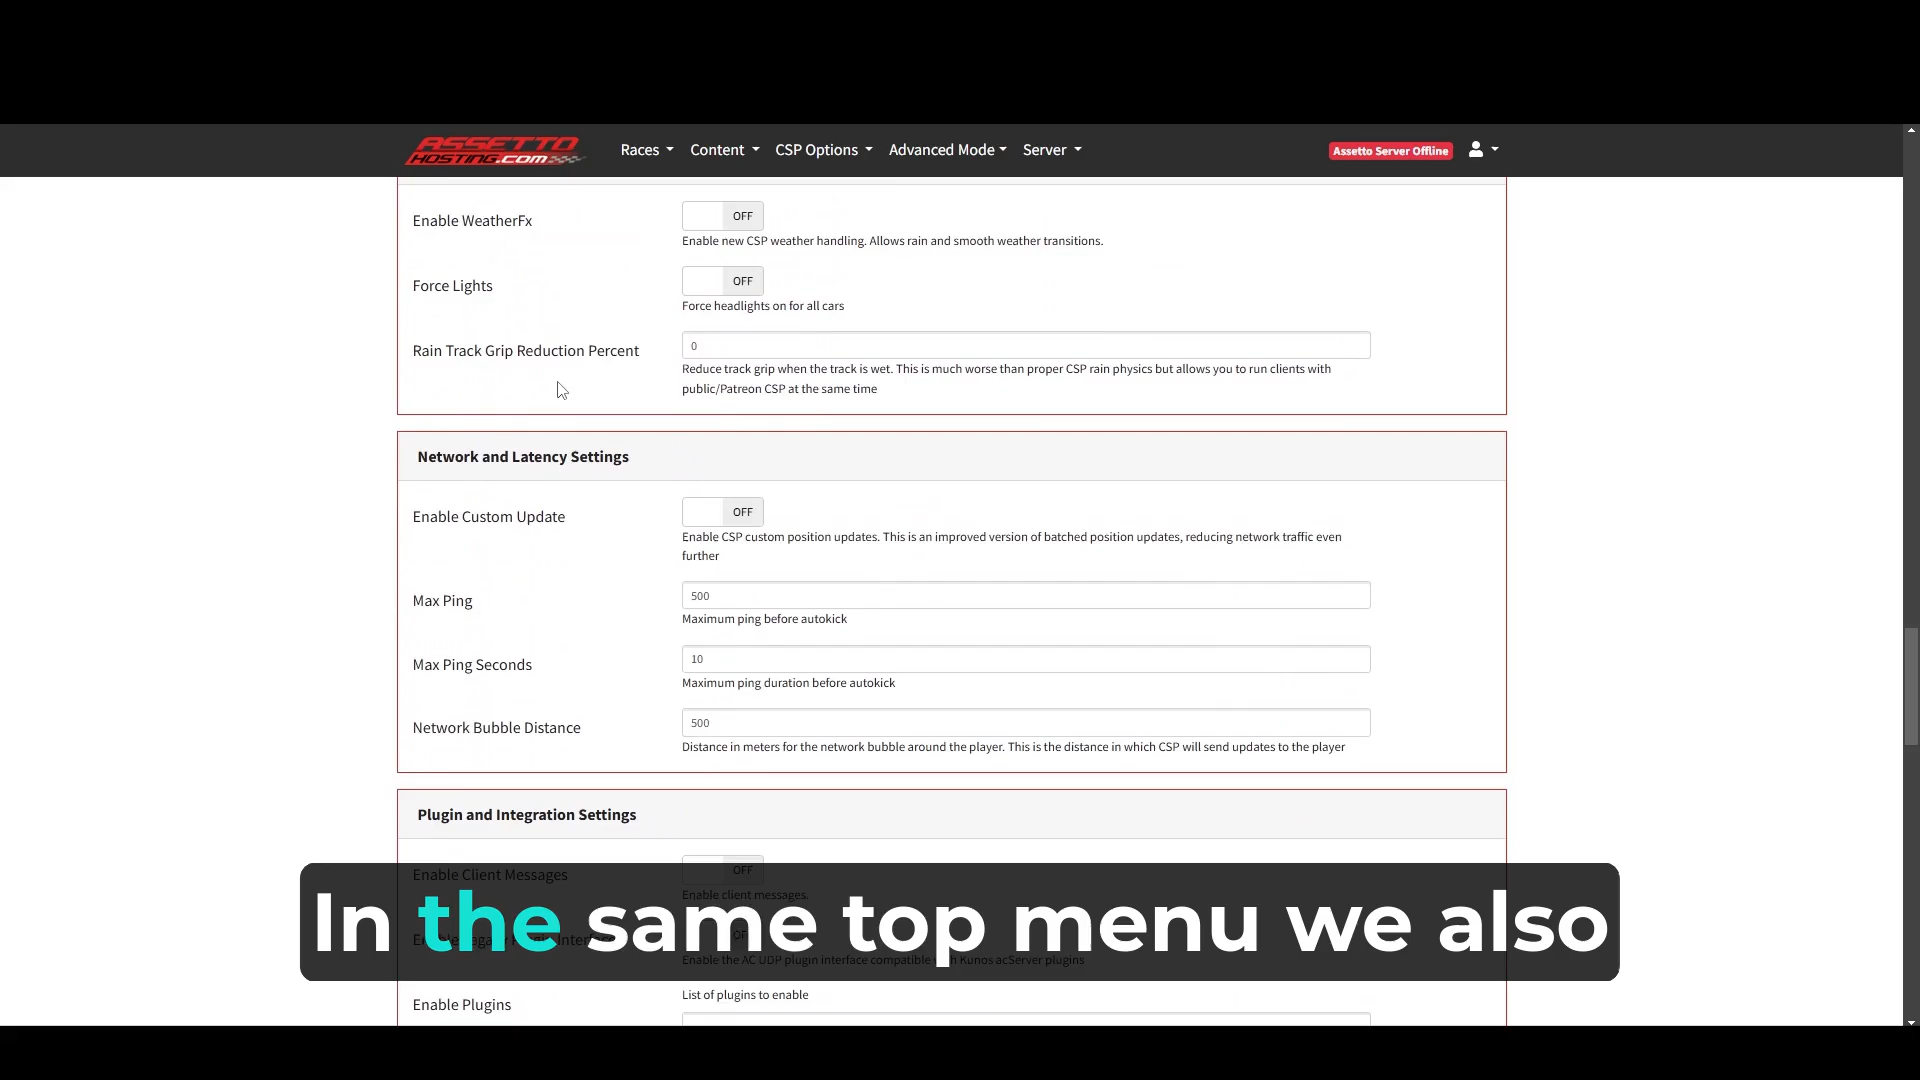 ASSETTO
HOSTING.COM
Races Content CSP Options Advanced Mode Server Assetto Server Offline
Enable WeatherFx OFF
Enable new CSP weather handling. Allows rain and smooth weather transitions.
Force Lights OFF
Force headlights on for all cars
Rain Track Grip Reduction Percent 0
Reduce track grip when the track is wet. This is much worse than proper CSP rain physics but allows you to run clients with
public/Patreon CSP at the same time
Network and Latency Settings
Enable Custom Update OFF
Enable CSP custom position updates. This is an improved version of batched position updates, reducing network traffic even
further
Max Ping 500
Maximum ping before autokick
Max Ping Seconds 10
Maximum ping duration before autokick
Network Bubble Distance 500
Distance in meters for the network bubble around the player. This is the distance in which CSP will send updates to the player
Plugin and Integration Settings
Enable Client Messages OFF
Enable client messages.
In the same top menu we also
Enable the AC UDP plugin interface compatible Kunos acServer plugins
Enable Plugins List of plugins to enable